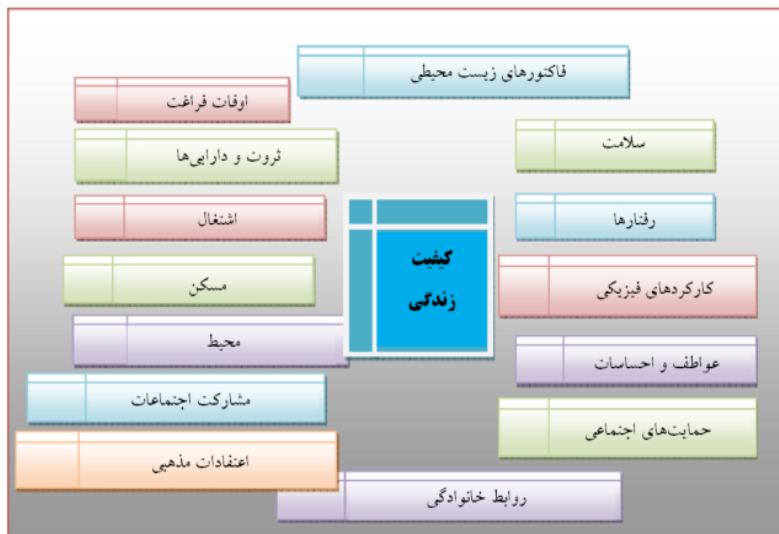 فاکتورهای زیست محیطی
سلامت
رفتارها
کارکردهای فیزیکی
عواطف و احساسات
حمایت‌های اجتماعی
روابط خانوادگی
کیفیت
زندگی
اوقات فراغت
ثروت و دارایی‌ها
اشتغال
مسکن
محیط
مشارکت اجتماعات
اعتقادات مذهبی